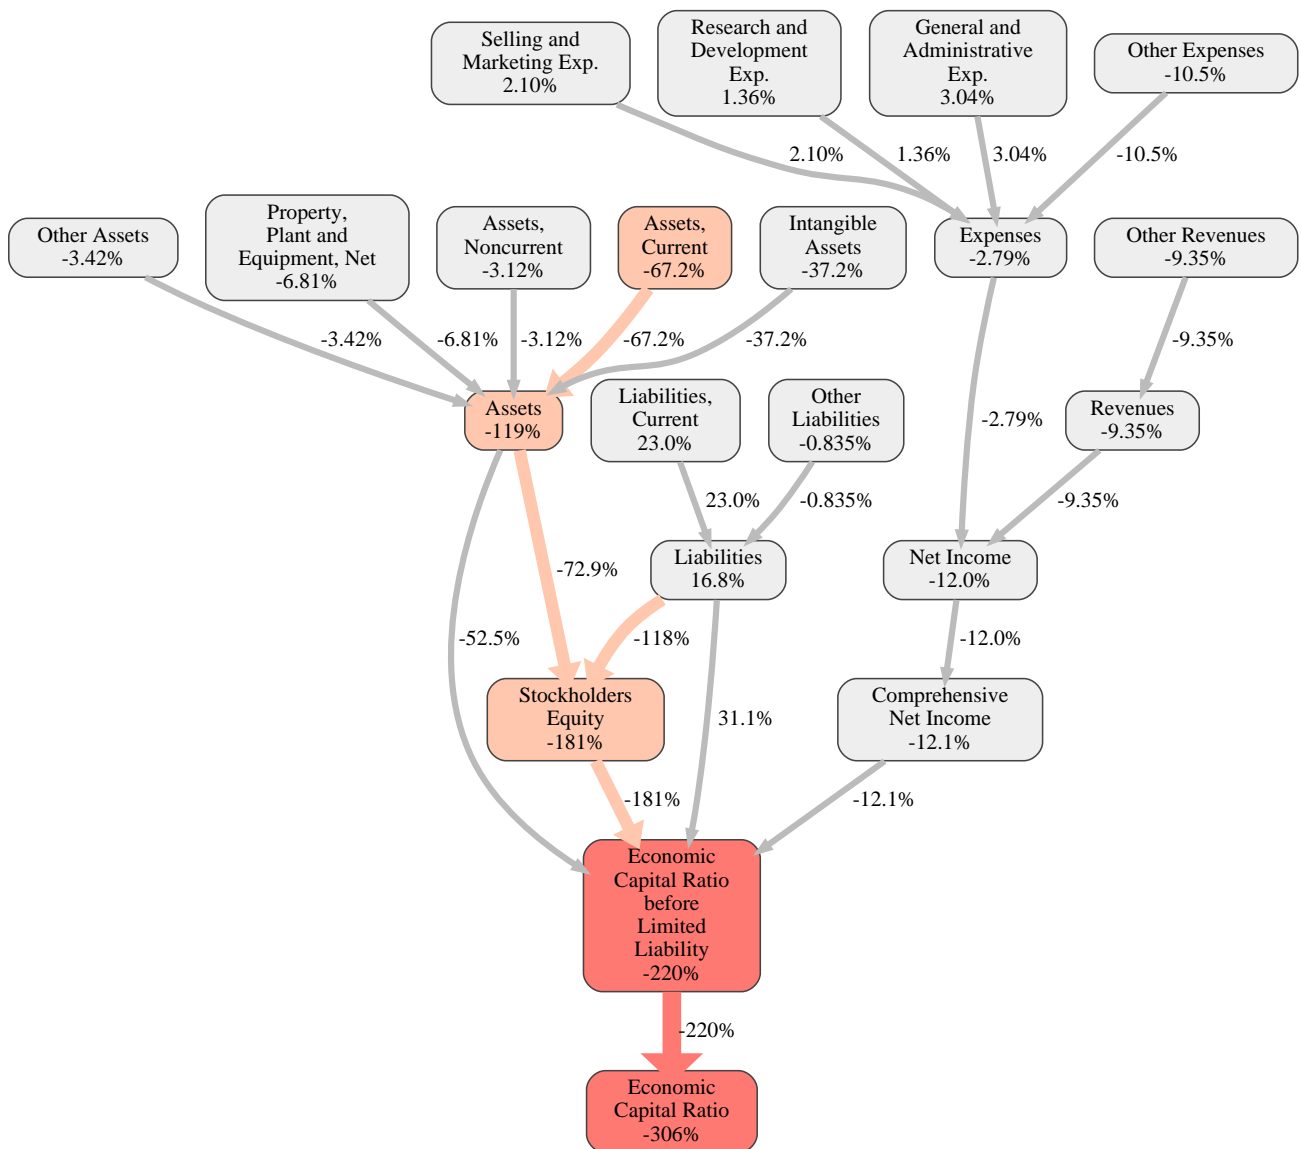 Selling and
Marketing Exp.
2.10%
Research and
Development
Exp.
1.36%
General and
Administrative
Exp.
3.04%
Other Expenses
-10.5%
2.10%
1.36%
3.04%
-10.5%
Other Assets
-3.42%
Property,
Plant and
Equipment, Net
-6.81%
Assets,
Noncurrent
-3.12%
Assets,
Current
-67.2%
Intangible
Assets
-37.2%
Expenses
-2.79%
Other Revenues
-9.35%
-3.42%
-6.81%
-3.12%
-67.2%
-37.2%
-9.35%
Assets
-119%
Liabilities,
Current
23.0%
Other
Liabilities
-0.835%
-2.79%
Revenues
-9.35%
23.0%
-0.835%
-9.35%
-72.9%
Liabilities
16.8%
Net Income
-12.0%
-52.5%
-118%
-12.0%
Stockholders
Equity
-181%
31.1%
Comprehensive
Net Income
-12.1%
-181%
-12.1%
Economic
Capital Ratio
before
Limited
Liability
-220%
-220%
Economic
Capital Ratio
-306%